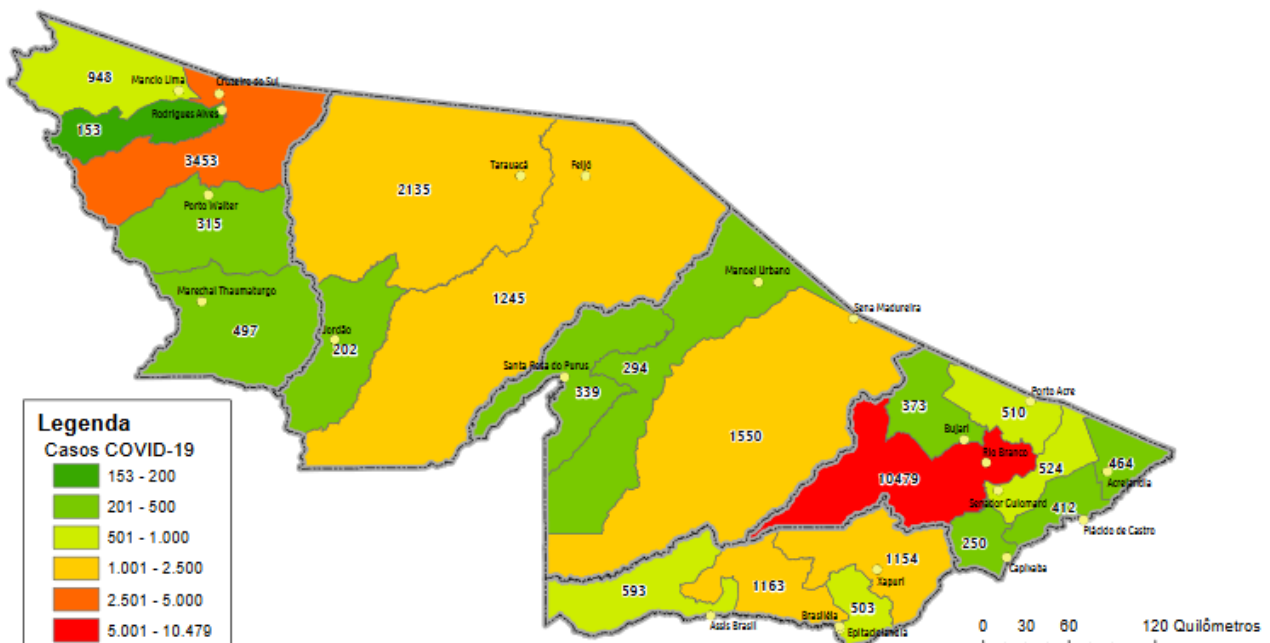 948
Mancio Lima
Cruzeiro do Sul
Rodrigues Alves
153
3453
Porto Walter
315
Marechal Thaumaturgo
497
Tarauacá
Feijó
2135
1245
Jordão
202
Manoel Urbano
Sena Madureira
Santa Rosa do Purus
294
339
1550
373
Porto Acre
510
Bujari
Rio Branco
524
464
Acrelandia
10479
Senador Guiomard
412
Plácido de Castro
250
Capixaba
1154
Xapuri
1163
593
503
Brasiléia
Assis Brasil
Epitaciolandia
Legenda
Casos COVID-19
153 - 200
201 - 500
501 - 1.000
1.001 - 2.500
2.501 - 5.000
5.001 - 10.479
0 30 60 120 Quilômetros